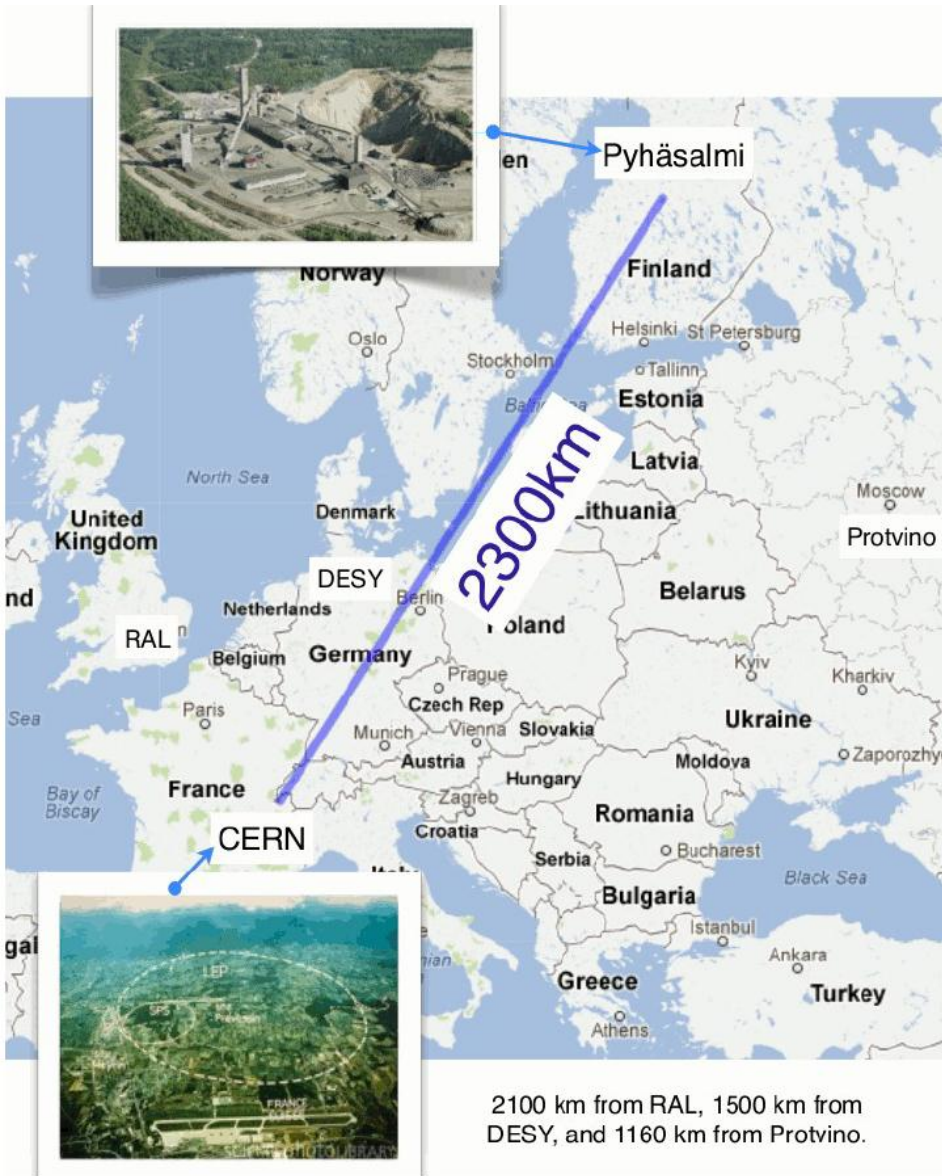 Pyhäsalmi
en
Norway
Finland
Oslo
Helsinki
St Petersburg
Stockholm
Tallinn
Estonia
2300km
Latvia
North Sea
Moscow
Denmark
Lithuania
United
Kingdom
Protvino
DESY
Belarus
nd
Netherlands
Berlin
Poland
RAL
Belgium
Germany
Kyiv
Kharkiv
Prague
Czech Rep
Paris
Sea
Ukraine
Munich
Vienna
Slovakia
Zaporozhy
Austria
Moldova
Hungary
France
Bay of
Biscay
Zagreb
Romania
CERN
Croatia
Bucharest
Serbia
Black Sea
Bulgaria
Istanbul
gal
LEP
SPS
Ankara
Greece
Turkey
Athens
FRANCE
2100 km from RAL, 1500 km from
DESY, and 1160 km from Protvino.